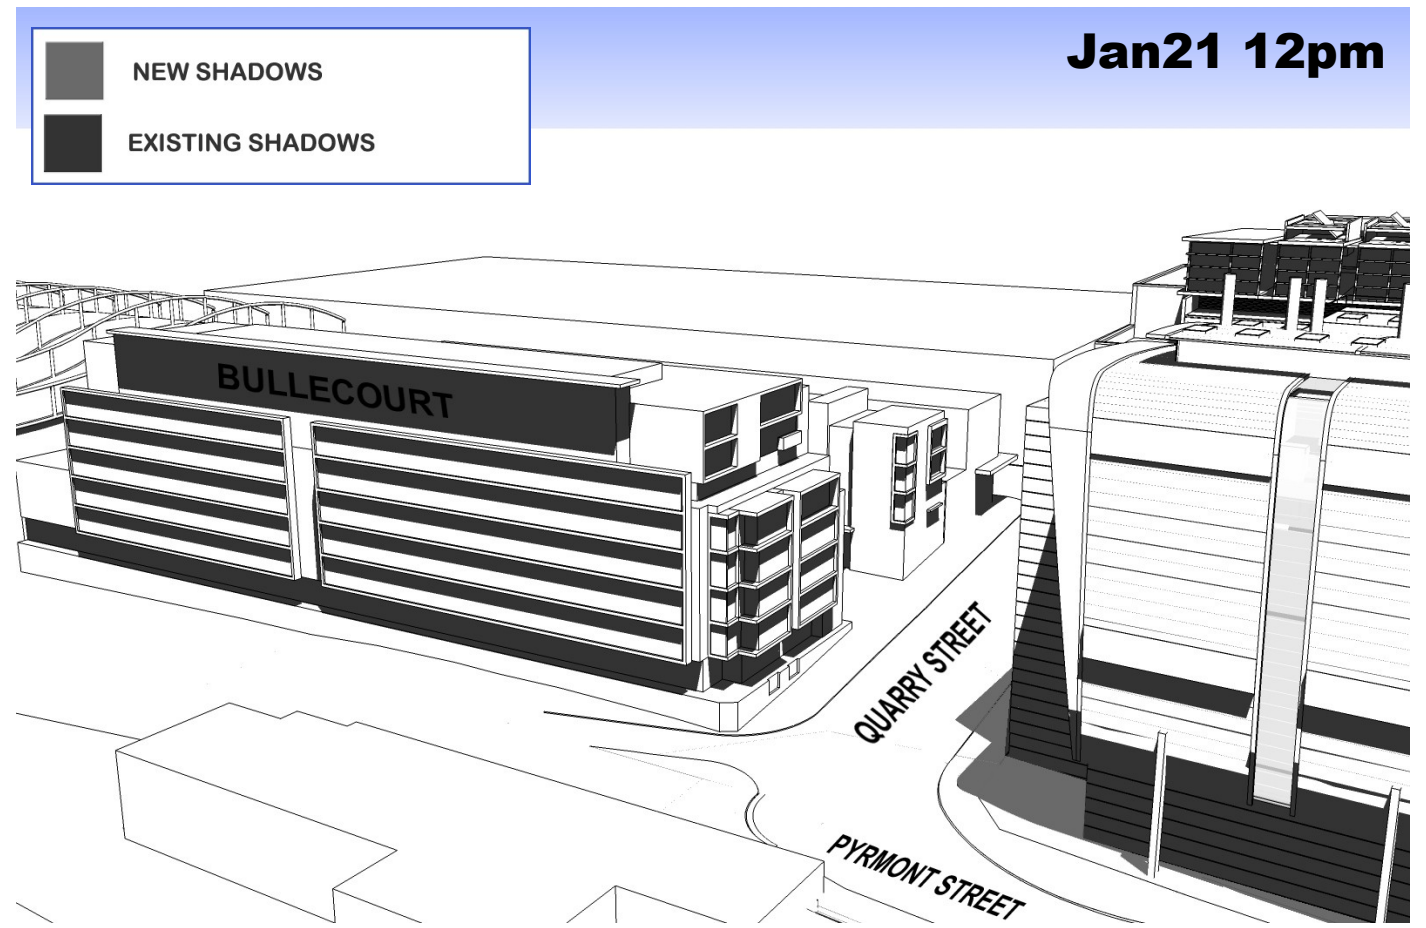 Jan21 12pm
NEW SHADOWS
EXISTING SHADOWS
BULLECOURT
QUARRY STREET
PYRMONT STREET